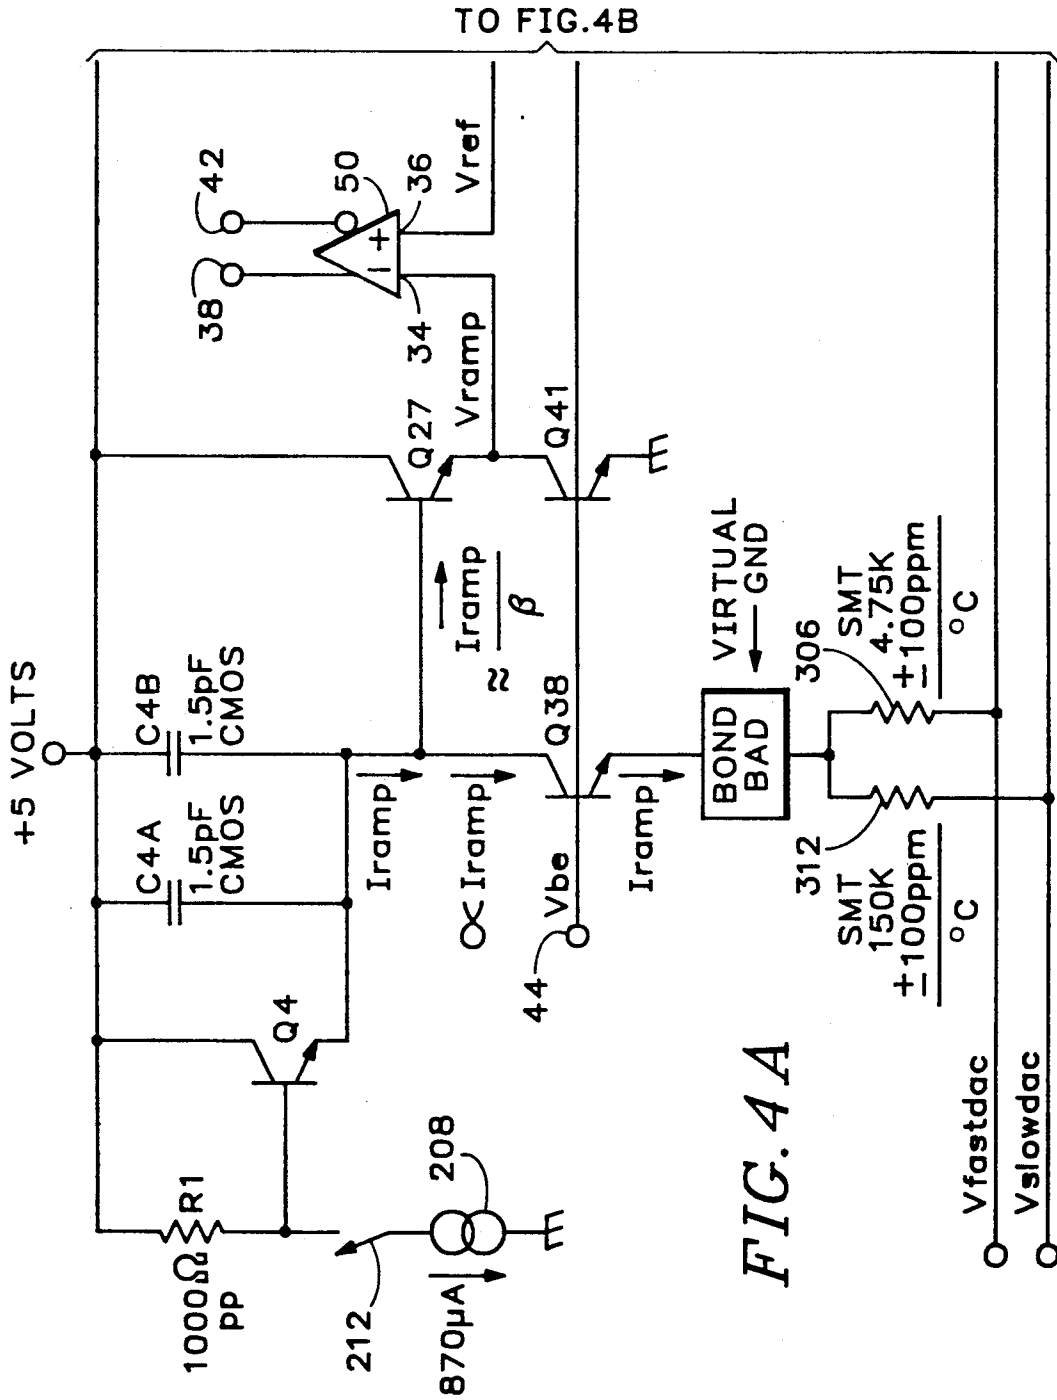 TO FIG.4B
+5 VOLTS
C4A
1.5pF
CMOS
C4B
1.5pF
CMOS
R1
1000Ω
PP
Q4
212
870μA
208
Iramp
∝ Iramp
≈ Iramp
β
Q27
Vramp
Vref
38
42
50
34
36
44
Vbe
Q38
Q41
Iramp
BOND
BAD
VIRTUAL
GND
312
SMT
150K
±100ppm
°C
306
SMT
4.75K
±100ppm
°C
Vfastdac
Vslowdac
FIG. 4A